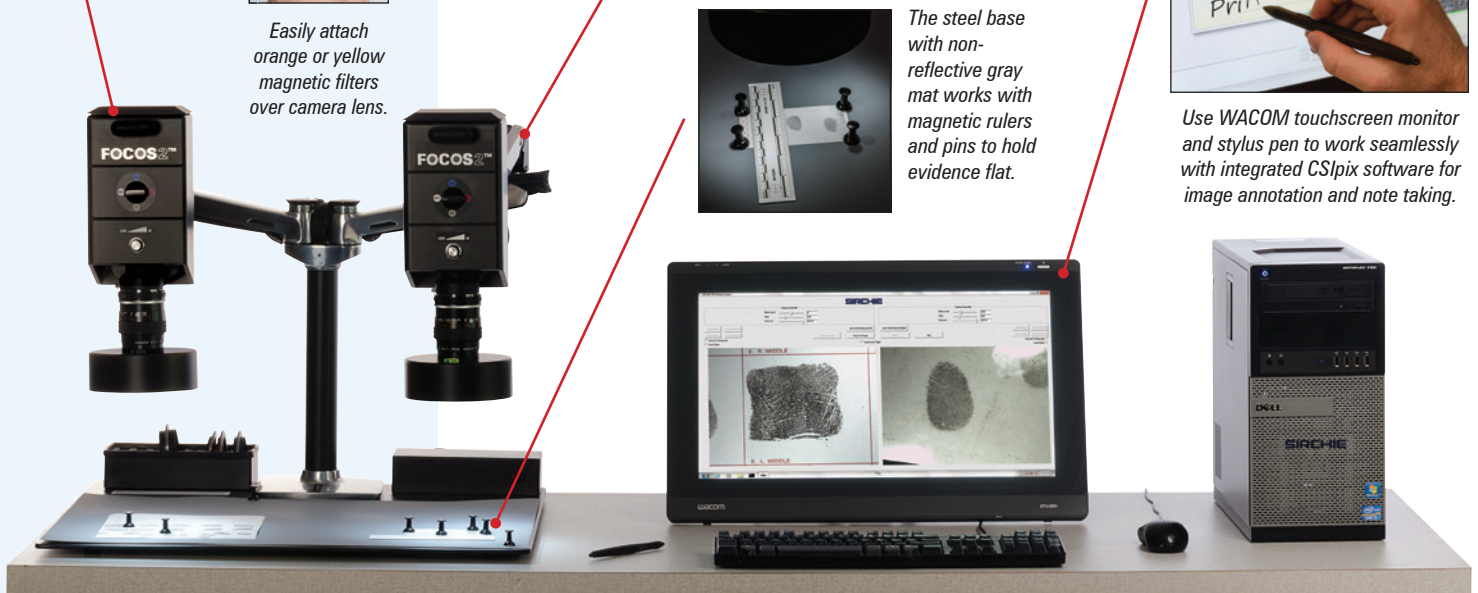 Easily attach
orange or yellow
magnetic filters
over camera lens.
The steel base
with non-
reflective gray
mat works with
magnetic rulers
and pins to hold
evidence flat.
Use WACOM touchscreen monitor
and stylus pen to work seamlessly
with integrated CSIpix software for
image annotation and note taking.
FOCOS2™
FOCOS2™
SIRCHIE
R. MIDDLE
L. MIDDLE
wacom
DELL
SIRCHIE